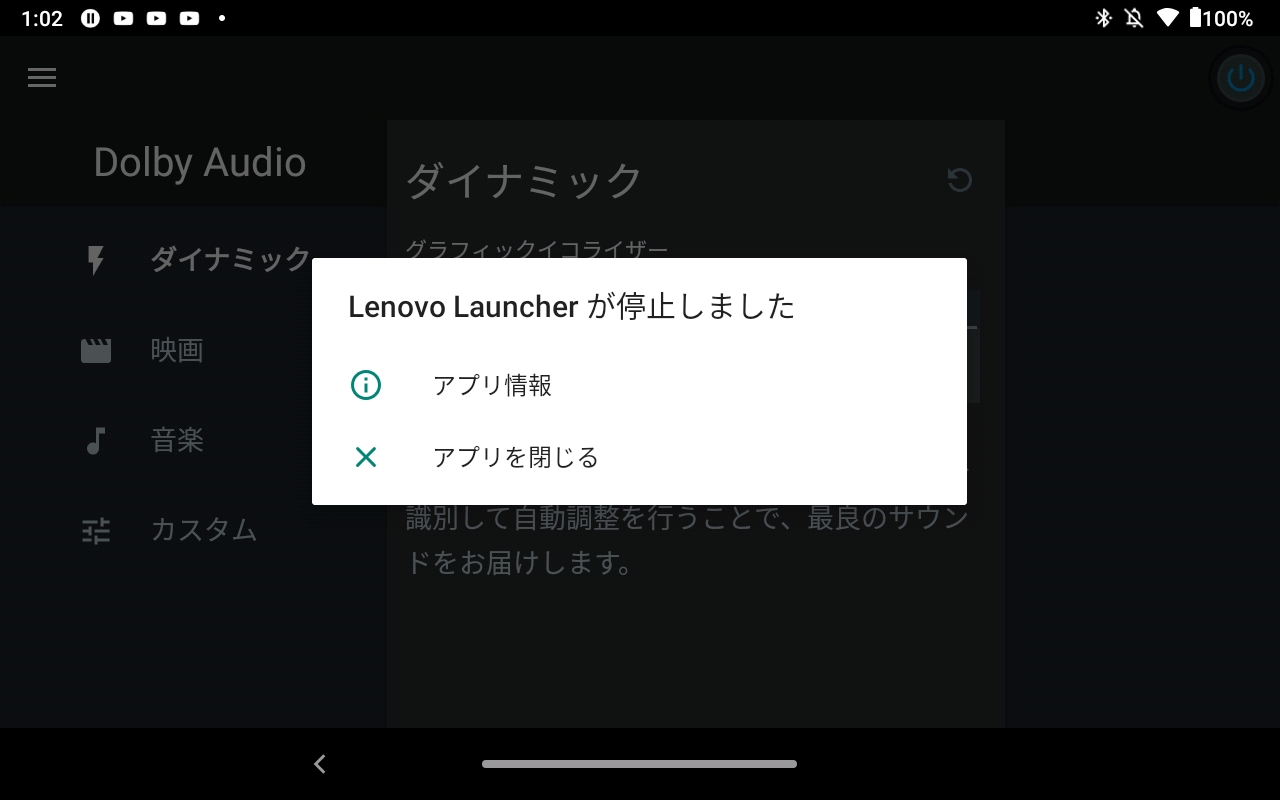 1:02
100%
Dolby Audio
ダイナミック
映画
音楽
カスタム
ダイナミック
グラフィックイコライザー
Lenovo Launcher が停止しました
アプリ情報
アプリを閉じる
識別して自動調整を行うことで、最良のサウン
ドをお届けします。